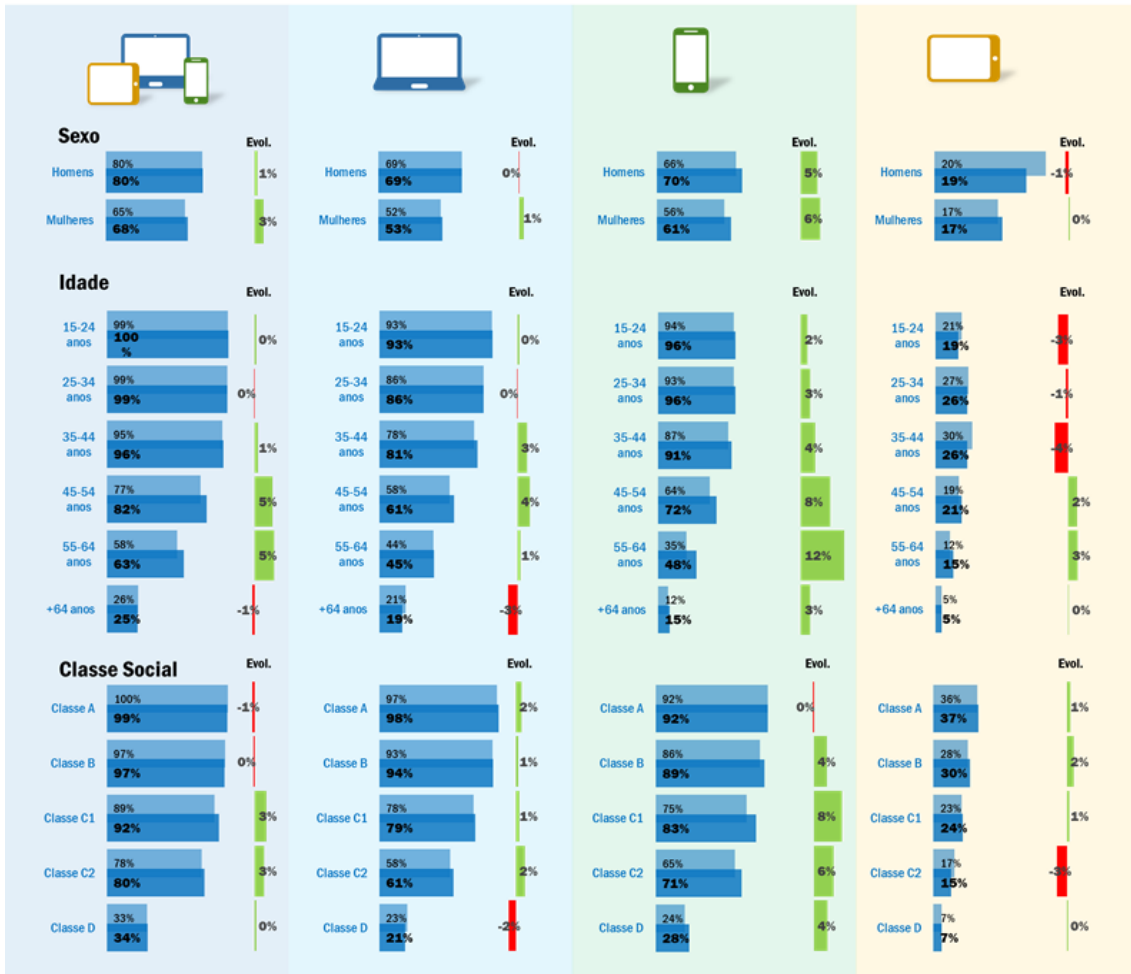 Sexo
Evol. Evol. Evol. Evol.
80% 69% 66% 20%
Homens 80% 1% Homens 69% 0% Homens 70% 5% Homens 19% -1%
65% 52% 56% 17%
Mulheres 68% 3% Mulheres 53% 1% Mulheres 61% 6% Mulheres 17% 0%
Idade
Evol. Evol. Evol. Evol.
15-24 99% 15-24 93% 15-24 94% 15-24 21%
anos 100 % 0% anos 93% 0% anos 96% 2% anos 19% -3%
25-34 99% 25-34 86% 25-34 93% 25-34 27%
anos 99% 0% anos 86% 0% anos 96% 3% anos 26% -1%
35-44 95% 35-44 78% 35-44 87% 35-44 30%
anos 96% 1% anos 81% 3% anos 91% 4% anos 26% -4%
45-54 77% 45-54 58% 45-54 64% 45-54 19%
anos 82% 5% anos 61% 4% anos 72% 8% anos 21% 2%
55-64 58% 55-64 44% 55-64 35% 55-64 12%
anos 63% 5% anos 45% 1% anos 48% 12% anos 15% 3%
26% 21% 12% 5%
+64 anos 25% -1% +64 anos 19% -3% +64 anos 15% 3% +64 anos 5% 0%
Classe Social
Evol. Evol. Evol. Evol.
100% 97% 92% 36%
Classe A 99% -1% Classe A 98% 2% Classe A 92% 0% Classe A 37% 1%
97% 93% 86% 28%
Classe B 97% 0% Classe B 94% 1% Classe B 89% 4% Classe B 30% 2%
89% 78% 75% 23%
Classe C1 92% 3% Classe C1 79% 1% Classe C1 83% 8% Classe C1 24% 1%
78% 58% 65% 17%
Classe C2 80% 3% Classe C2 61% 2% Classe C2 71% 6% Classe C2 15% -3%
33% 23% 24% 7%
Classe D 34% 0% Classe D 21% -2% Classe D 28% 4% Classe D 7% 0%